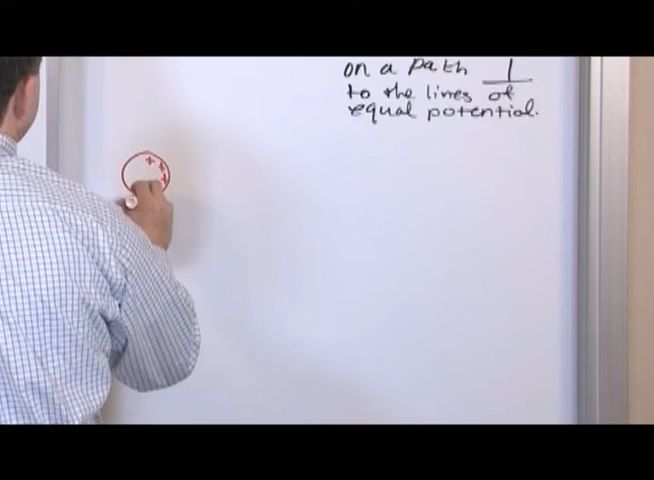 on a path ⊥
to the lines of
equal potential.
+ + +